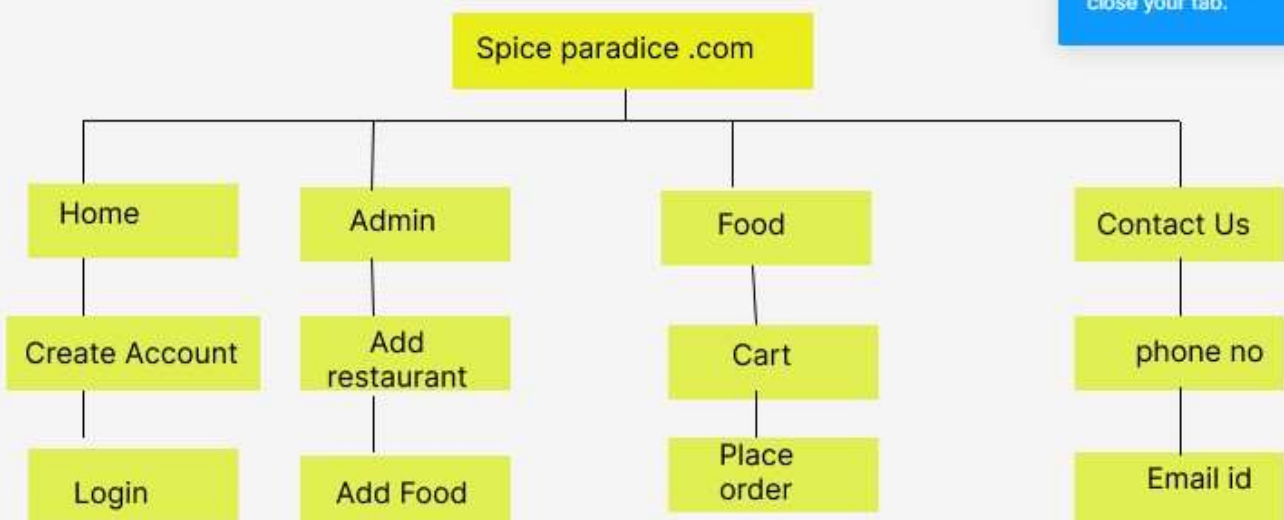 close your tab.
Spice paradice .com
Home
Admin
Food
Contact Us
Create Account
Add
restaurant
Cart
phone no
Login
Add Food
Place
order
Email id